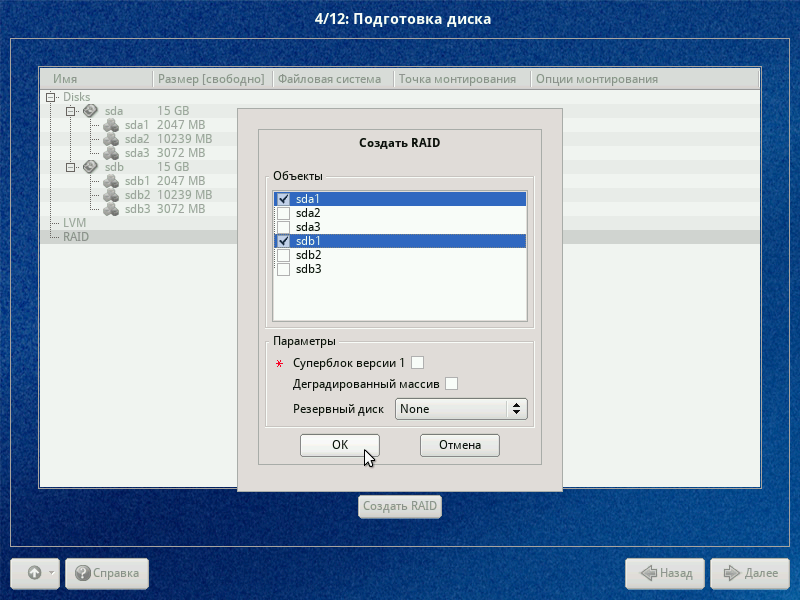 4/12: Подготовка диска
Имя Размер [свободно] Файловая система Точка монтирования Опции монтирования
Disks
sda 15 GB
sda1 2047 MB
sda2 10239 MB
sda3 3072 MB
sdb 15 GB
sdb1 2047 MB
sdb2 10239 MB
sdb3 3072 MB
LVM
RAID
Создать RAID
Объекты
sda1
sda2
sda3
sdb1
sdb2
sdb3
Параметры
* Суперблок версии 1
Деградированный массив
Резервный диск None
OK Отмена
Создать RAID
Справка Назад Далее